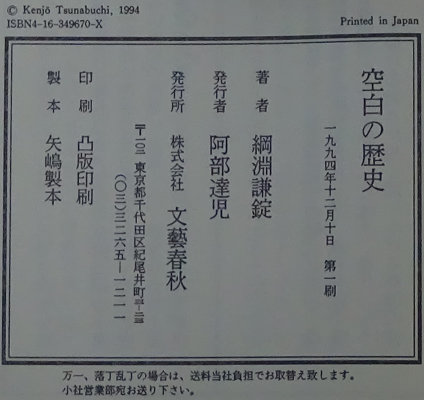 © Kenjō Tsunabuchi, 1994
ISBN4-16-349670-X
Printed in Japan
空白の歴史
一九九四年十二月十日 第一刷
著者 綱淵謙錠
発行者 阿部達児
発行所 株式会社 文藝春秋
〒一〇二 東京都千代田区紀尾井町
(〇三)三二六五―一二一一
印刷 凸版印刷
製本 矢嶋製本
万一、落丁乱丁の場合は、送料当社負担でお取替え致します。
小社営業部宛お送り下さい。